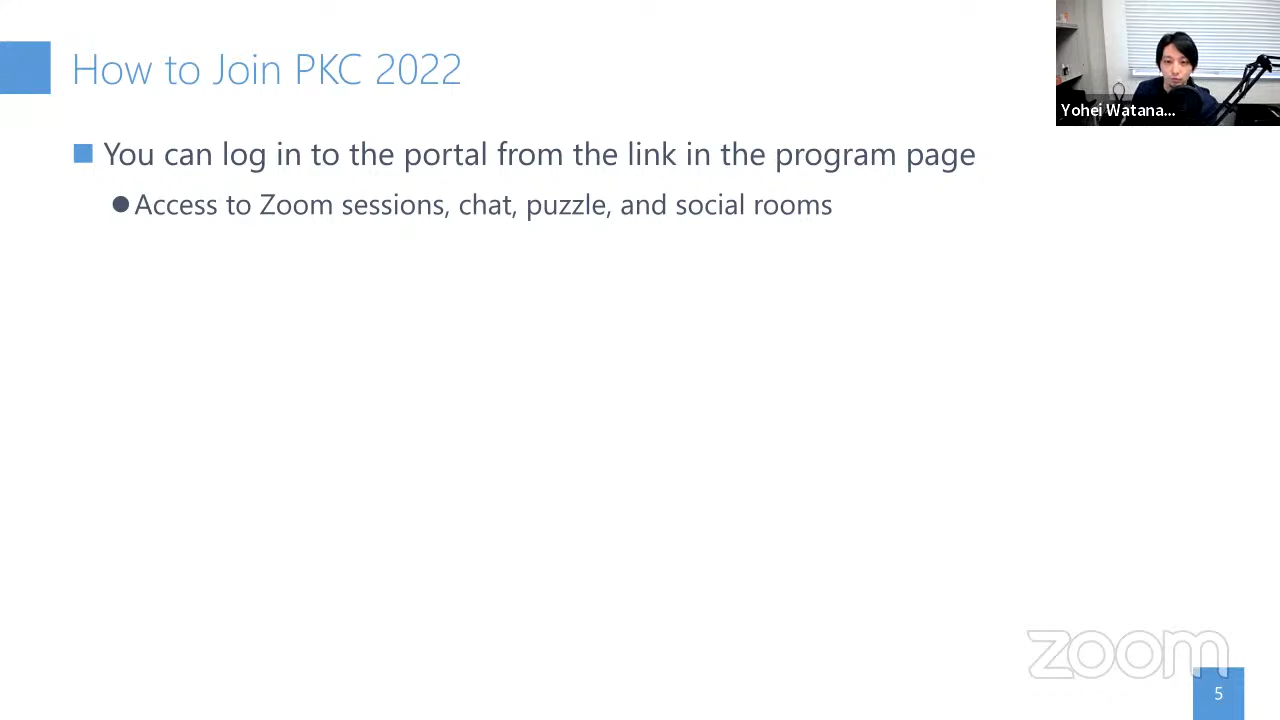 How to Join PKC 2022
Yohei Watana...
You can log in to the portal from the link in the program page
Access to Zoom sessions, chat, puzzle, and social rooms
zoom
5